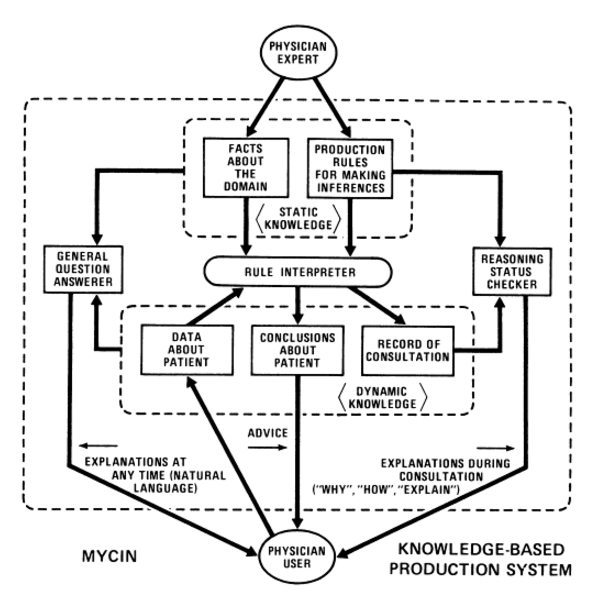 PHYSICIAN
EXPERT
FACTS
ABOUT
THE
DOMAIN
PRODUCTION
RULES
FOR MAKING
INFERENCES
STATIC
KNOWLEDGE
GENERAL
QUESTION
ANSWERER
RULE INTERPRETER
REASONING
STATUS
CHECKER
DATA
ABOUT
PATIENT
CONCLUSIONS
ABOUT
PATIENT
RECORD
OF
CONSULTATION
DYNAMIC
KNOWLEDGE
EXPLANATIONS AT
ANY TIME (NATURAL
LANGUAGE)
ADVICE
EXPLANATIONS DURING
CONSULTATION
("WHY", "HOW", "EXPLAIN")
PHYSICIAN
USER
MYCIN
KNOWLEDGE-BASED
PRODUCTION SYSTEM